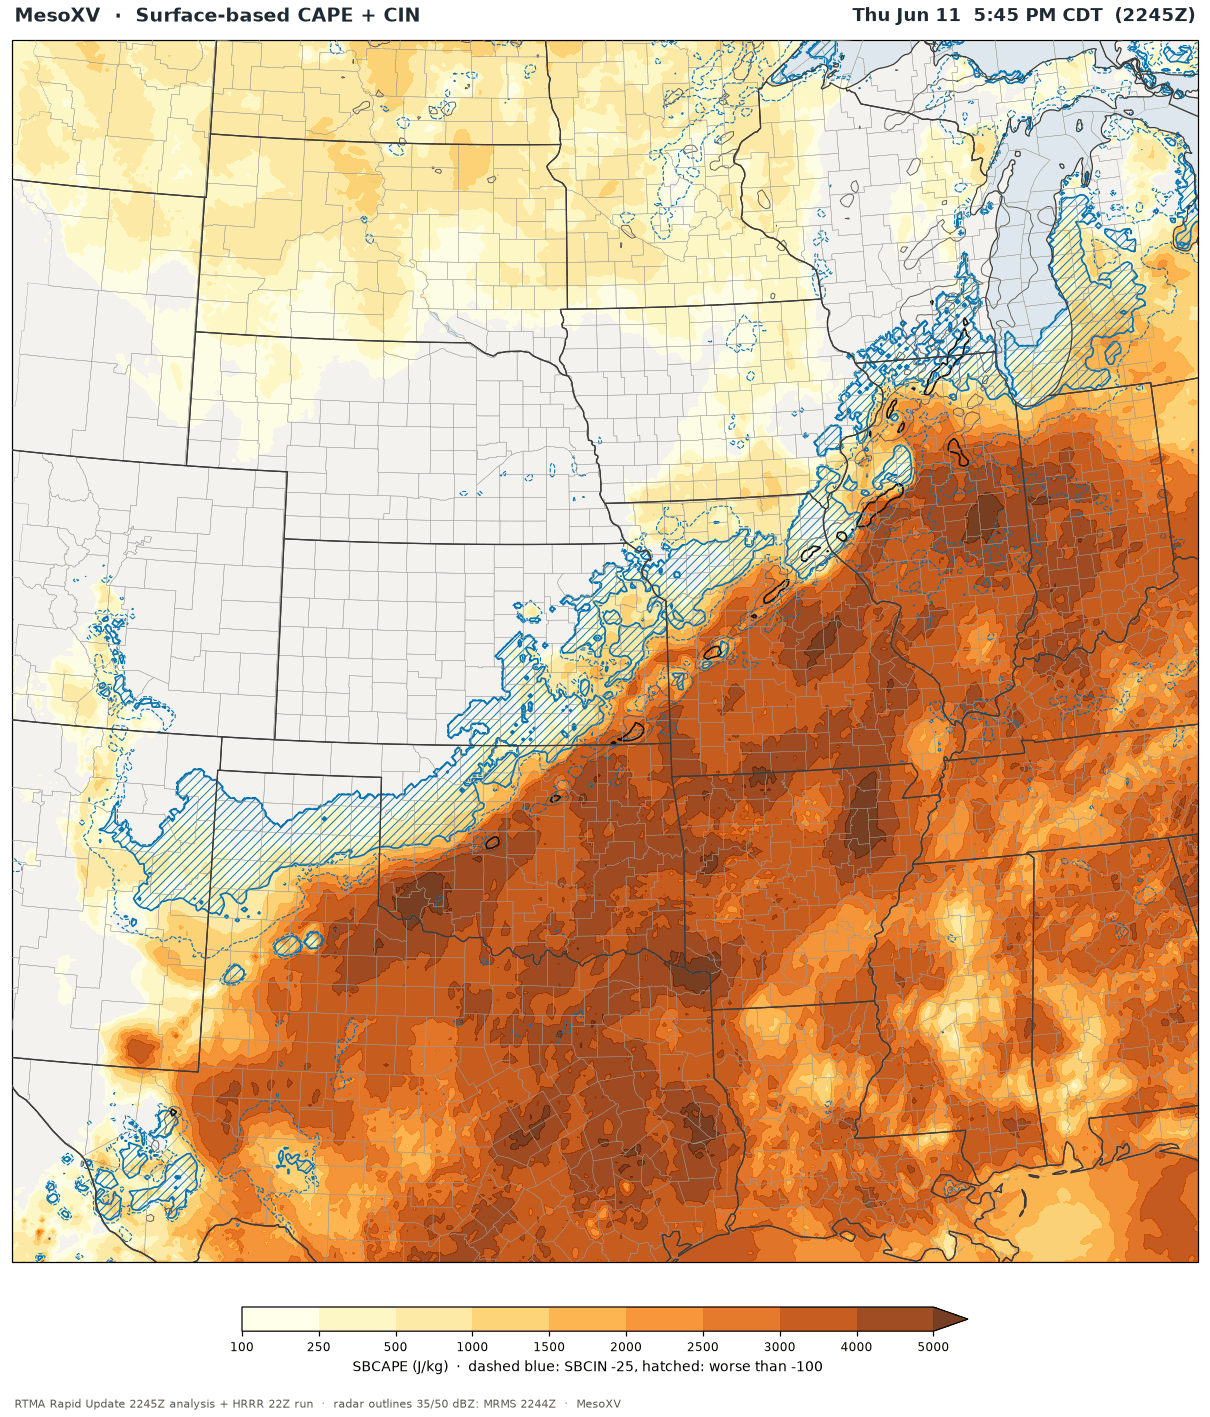 MesoXV · Surface-based CAPE + CIN
Thu Jun 11 5:45 PM CDT (2245Z)
100 250 500 1000 1500 2000 2500 3000 4000 5000
SBCAPE (J/kg) · dashed blue: SBCIN -25, hatched: worse than -100
RTMA Rapid Update 2245Z analysis + HRRR 22Z run · radar outlines 35/50 dBZ: MRMS 2244Z · MesoXV